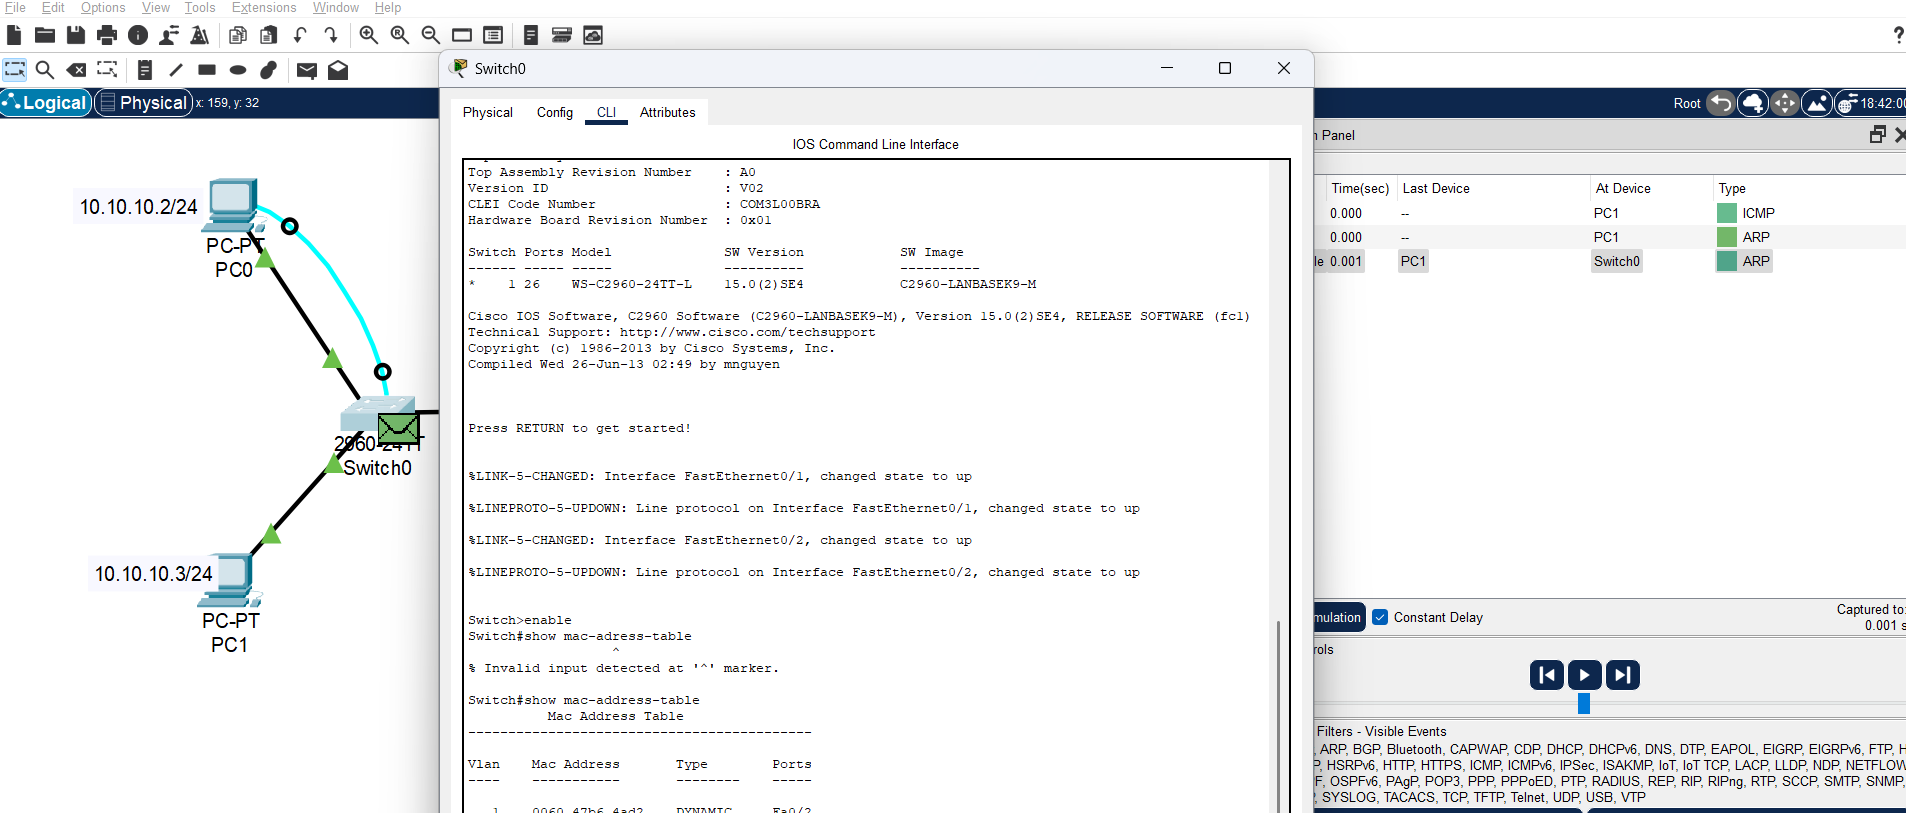 File Edit Options View Tools Extensions Window Help
?
Switch0
Logical Physical x: 159, y: 32
Root 18:42:00
Physical Config CLI Attributes
IOS Command Line Interface
Top Assembly Revision Number : A0
Version ID : V02
CLEI Code Number : COM3L00BRA
Hardware Board Revision Number : 0x01
Switch Ports Model SW Version SW Image
------ ----- ----- ---------- ----------
* 1 26 WS-C2960-24TT-L 15.0(2)SE4 C2960-LANBASEK9-M
Cisco IOS Software, C2960 Software (C2960-LANBASEK9-M), Version 15.0(2)SE4, RELEASE SOFTWARE (fc1)
Technical Support: http://www.cisco.com/techsupport
Copyright (c) 1986-2013 by Cisco Systems, Inc.
Compiled Wed 26-Jun-13 02:49 by mnguyen
Press RETURN to get started!
%LINK-5-CHANGED: Interface FastEthernet0/1, changed state to up
%LINEPROTO-5-UPDOWN: Line protocol on Interface FastEthernet0/1, changed state to up
%LINK-5-CHANGED: Interface FastEthernet0/2, changed state to up
%LINEPROTO-5-UPDOWN: Line protocol on Interface FastEthernet0/2, changed state to up
Switch>enable
Switch#show mac-adress-table
^
% Invalid input detected at '^' marker.
Switch#show mac-address-table
Mac Address Table
-------------------------------------------
Vlan Mac Address Type Ports
---- ----------- -------- -----
1 0060.47b6.4ad2 DYNAMIC Fa0/2
10.10.10.2/24
PC-PT
PC0
Switch0
10.10.10.3/24
PC-PT
PC1
Panel
Time(sec) Last Device At Device Type
0.000 -- PC1 ICMP
0.000 -- PC1 ARP
0.001 PC1 Switch0 ARP
Constant Delay
Captured to:
0.001 s
Filters - Visible Events
ARP, BGP, Bluetooth, CAPWAP, CDP, DHCP, DHCPv6, DNS, DTP, EAPOL, EIGRP, EIGRPv6, FTP,
HSRPv6, HTTP, HTTPS, ICMP, ICMPv6, IPSec, ISAKMP, IoT, IoT TCP, LACP, LLDP, NDP, NETFLOW
OSPFv6, PAgP, POP3, PPP, PPPoED, PTP, RADIUS, REP, RIP, RIPng, RTP, SCCP, SMTP, SNMP,
SYSLOG, TACACS, TCP, TFTP, Telnet, UDP, USB, VTP